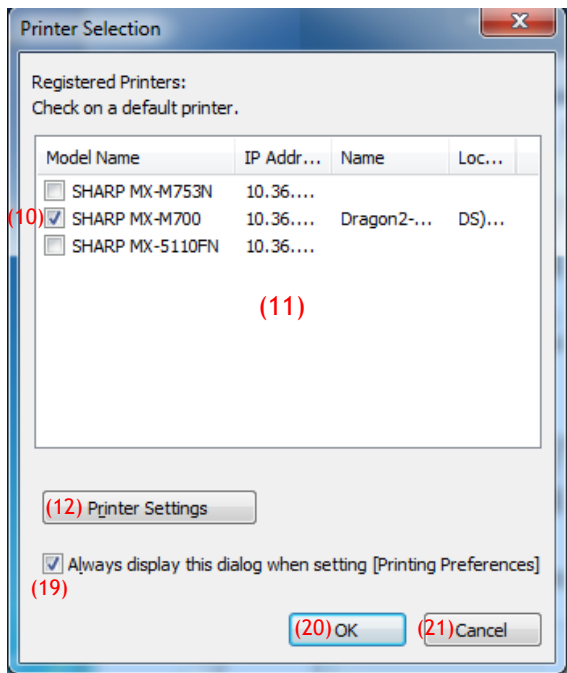 Printer Selection
X
Registered Printers:
Check on a default printer.
Model Name IP Addr... Name Loc...
SHARP MX-M753N 10.36....
(10) SHARP MX-M700 10.36.... Dragon2-... DS)...
SHARP MX-5110FN 10.36....
(11)
(12) Printer Settings
Always display this dialog when setting [Printing Preferences]
(19)
(20) OK (21) Cancel